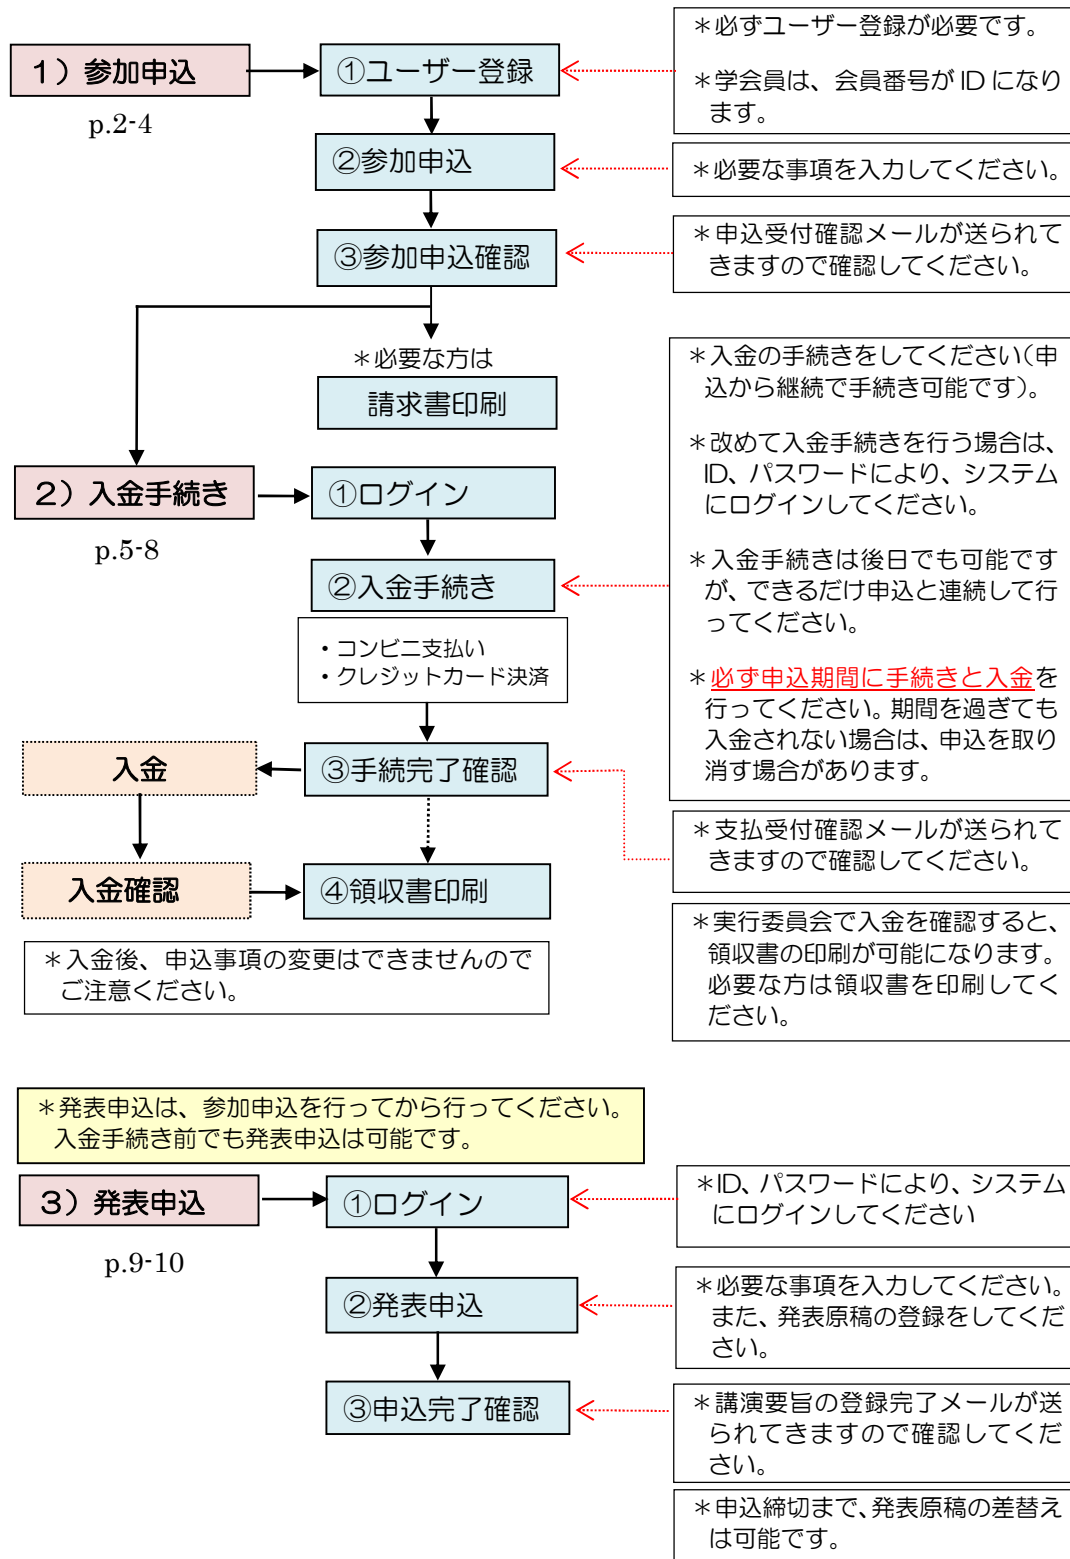 1）参加申込
p.2-4
①ユーザー登録
②参加申込
③参加申込確認
＊必要な方は
請求書印刷
＊必ずユーザー登録が必要です。
＊学会員は、会員番号が ID になり
ます。
＊必要な事項を入力してください。
＊申込受付確認メールが送られて
きますので確認してください。
2）入金手続き
p.5-8
①ログイン
②入金手続き
・コンビニ支払い
・クレジットカード決済
③手続完了確認
④領収書印刷
入金
入金確認
＊入金後、申込事項の変更はできませんので
ご注意ください。
＊入金の手続きをしてください（申
込から継続で手続き可能です）。
＊改めて入金手続きを行う場合は、
ID、パスワードにより、システム
にログインしてください。
＊入金手続きは後日でも可能です
が、できるだけ申込と連続して行
ってください。
＊必ず申込期間に手続きと入金を
行ってください。期間を過ぎても
入金されない場合は、申込を取り
消す場合があります。
＊支払受付確認メールが送られて
きますので確認してください。
＊実行委員会で入金を確認すると、
領収書の印刷が可能になります。
必要な方は領収書を印刷してく
ださい。
＊発表申込は、参加申込を行ってから行ってください。
入金手続き前でも発表申込は可能です。
3）発表申込
p.9-10
①ログイン
②発表申込
③申込完了確認
＊ID、パスワードにより、システム
にログインしてください
＊必要な事項を入力してください。
また、発表原稿の登録をしてくだ
さい。
＊講演要旨の登録完了メールが送
られてきますので確認してくだ
さい。
＊申込締切まで、発表原稿の差替え
は可能です。